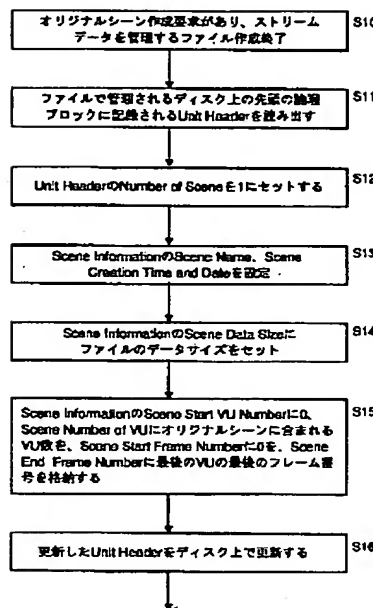 オリジナルシーン作成要求があり、ストリーム
データを管理するファイル作成終了
S10
ファイルで管理されるディスク上の先頭の論理
ブロックに記録されるUnit Headerを読み出す
S11
Unit HeaderのNumber of Sceneを1にセットする
S12
Scene InformationのScene Name、Scene
Creation Time and Dateを設定
S13
Scene InformationのScene Data Sizeに
ファイルのデータサイズをセット
S14
Scene InformationのScene Start VU Numberに0、
Scene Number of VUにオリジナルシーンに含まれる
VU数を、Scene Start Frame Numberに0を、Scene
End Frame Numberに最後のVUの最後のフレーム番
号を格納する
S15
更新したUnit Headerをディスク上で更新する
S16